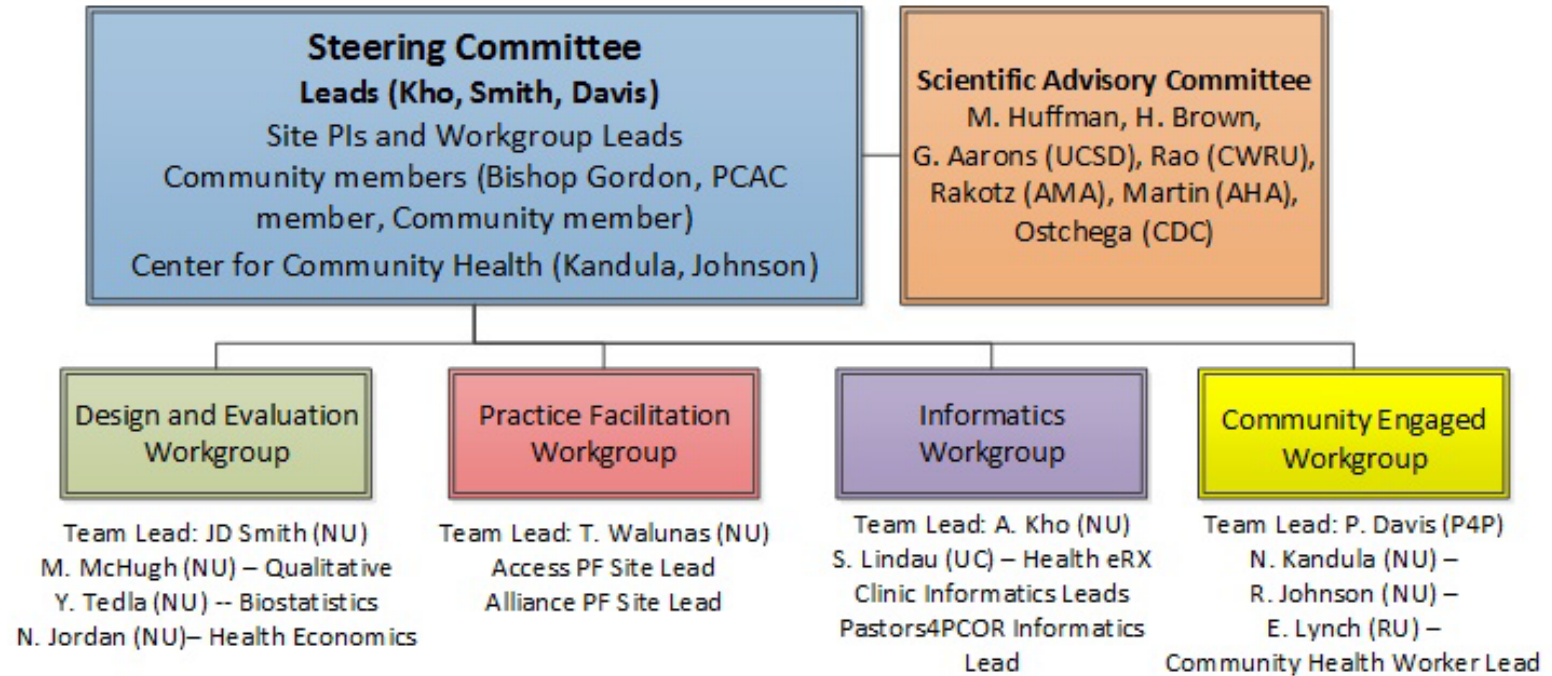 Steering Committee
Leads (Kho, Smith, Davis)
Site PIs and Workgroup Leads
Community members (Bishop Gordon, PCAC
member, Community member)
Center for Community Health (Kandula, Johnson)
Scientific Advisory Committee
M. Huffman, H. Brown,
G. Aarons (UCSD), Rao (CWRU),
Rakotz (AMA), Martin (AHA),
Ostchega (CDC)
Design and Evaluation
Workgroup
Team Lead: JD Smith (NU)
M. McHugh (NU) – Qualitative
Y. Tedla (NU) -- Biostatistics
N. Jordan (NU)– Health Economics
Practice Facilitation
Workgroup
Team Lead: T. Walunas (NU)
Access PF Site Lead
Alliance PF Site Lead
Informatics
Workgroup
Team Lead: A. Kho (NU)
S. Lindau (UC) – Health eRX
Clinic Informatics Leads
Pastors4PCOR Informatics
Lead
Community Engaged
Workgroup
Team Lead: P. Davis (P4P)
N. Kandula (NU) –
R. Johnson (NU) –
E. Lynch (RU) –
Community Health Worker Lead